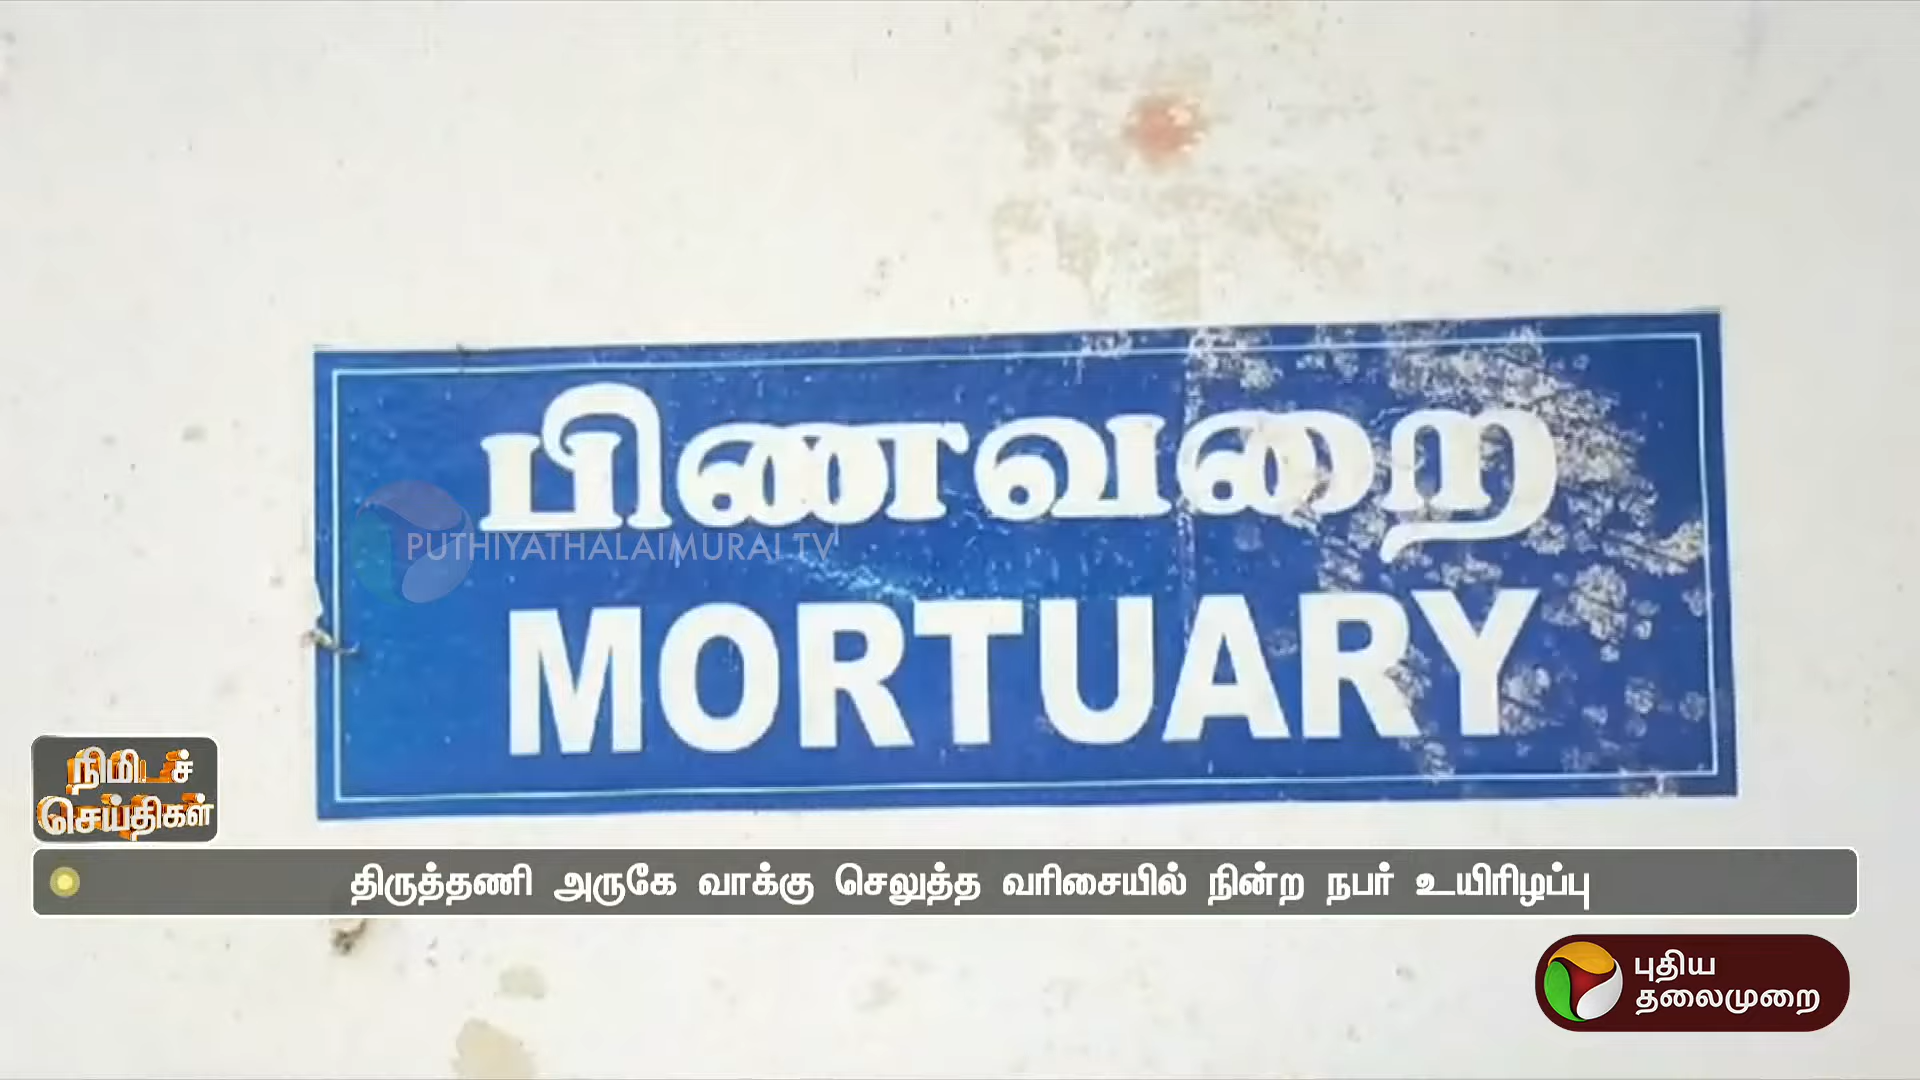 பிணவறை
PUTHIYATHALAIMURAI TV
MORTUARY
நிமிடச்
செய்திகள்
திருத்தணி அருகே வாக்கு செலுத்த வரிசையில் நின்ற நபர் உயிரிழப்பு
புதிய
தலைமுறை